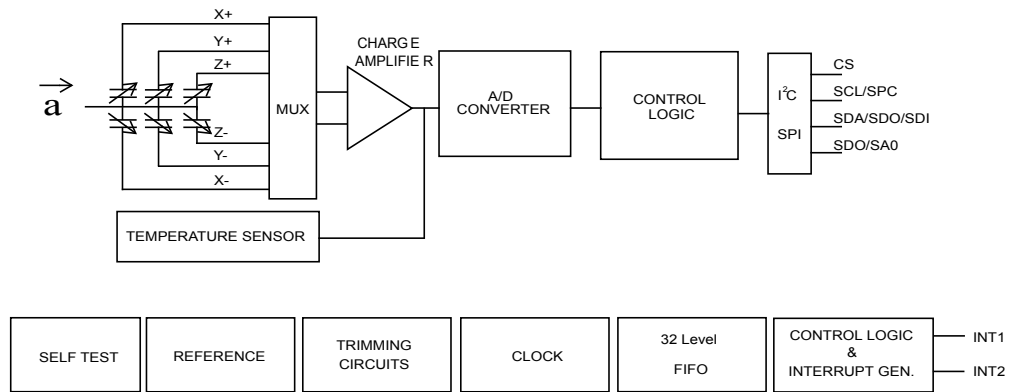 X+
Y+
Z+
a
Z-
Y-
X-
MUX
CHARGE
AMPLIFIER
A/D
CONVERTER
CONTROL
LOGIC
I²C
SPI
CS
SCL/SPC
SDA/SDO/SDI
SDO/SA0
TEMPERATURE SENSOR
SELF TEST
REFERENCE
TRIMMING
CIRCUITS
CLOCK
32 Level
FIFO
CONTROL LOGIC
&
INTERRUPT GEN.
INT1
INT2